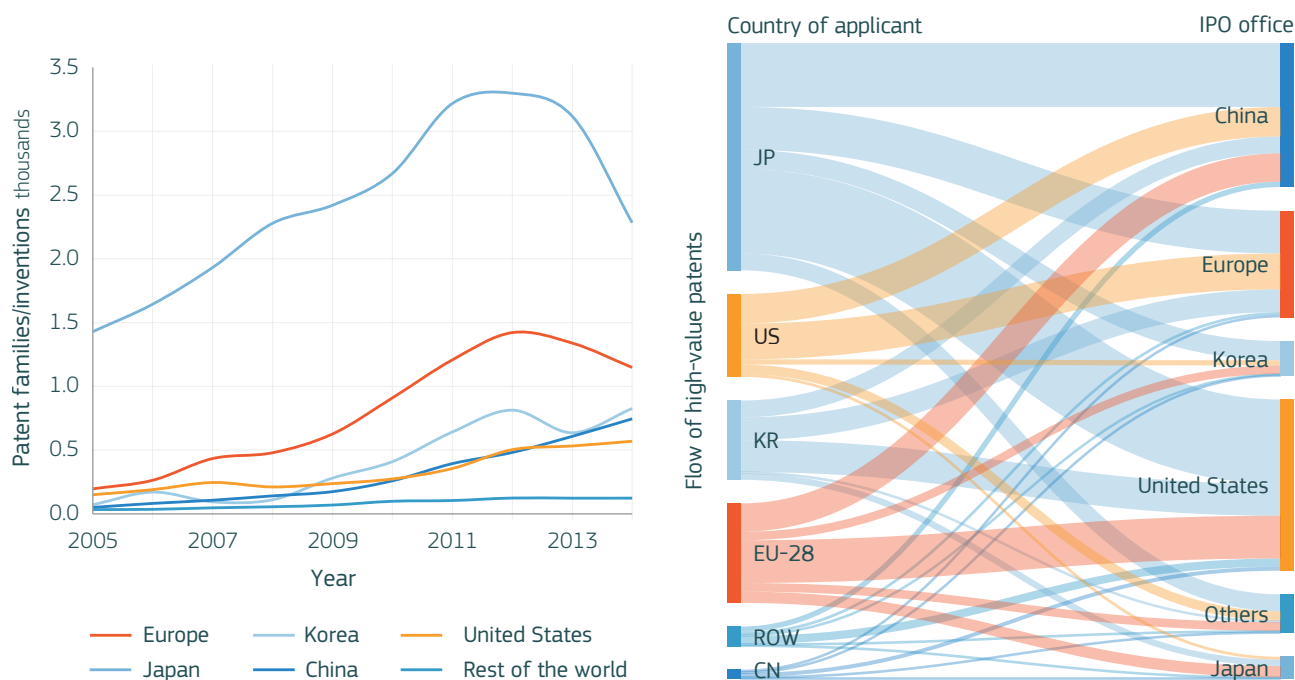 Patent families/inventions thousands
3.5
3.0
2.5
2.0
1.5
1.0
0.5
0.0
2005 2007 2009 2011 2013
Year
Europe Korea United States
Japan China Rest of the world
Country of applicant IPO office
Flow of high-value patents
JP
US
KR
EU-28
ROW
CN
China
Europe
Korea
United States
Others
Japan